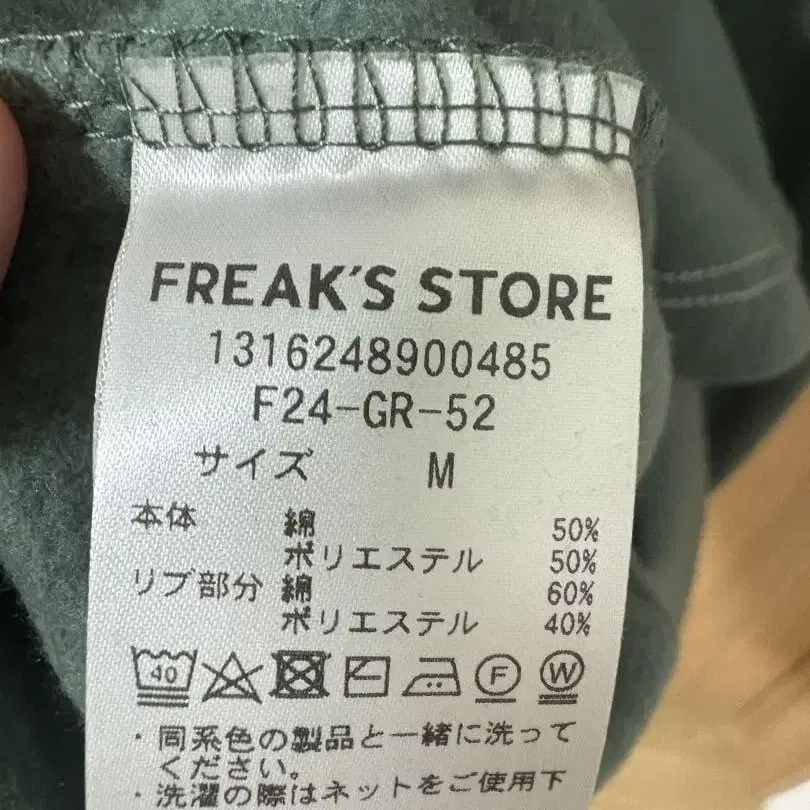 FREAK'S STORE
1316248900485
F24-GR-52
サイズ M
本体 綿 50%
ポリエステル 50%
リブ部分 綿 60%
ポリエステル 40%
40 F W
・同系色の製品と一緒に洗って
ください。
・洗濯の際はネットをご使用下